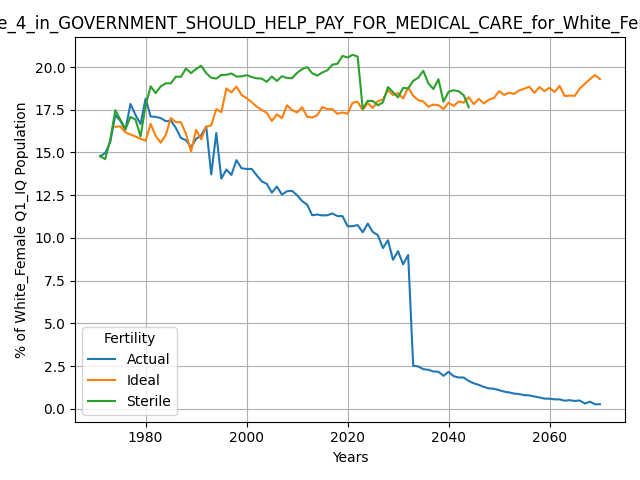 e_4_in_GOVERNMENT_SHOULD_HELP_PAY_FOR_MEDICAL_CARE_for_White_Fem
20.0
17.5
15.0
12.5
10.0
7.5
5.0
2.5
0.0
% of White_Female Q1_IQ Population
Fertility
Actual
Ideal
Sterile
1980
2000
2020
2040
2060
Years